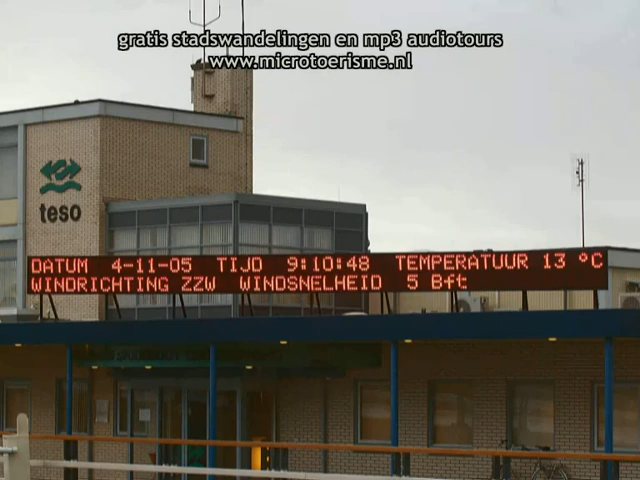 gratis stadswandelingen en mp3 audiotours
www.microtoerisme.nl
teso
DATUM 4-11-05 TIJD 9:10:48 TEMPERATUUR 13 °C
WINDRICHTING ZZW WINDSNELHEID 5 Bft